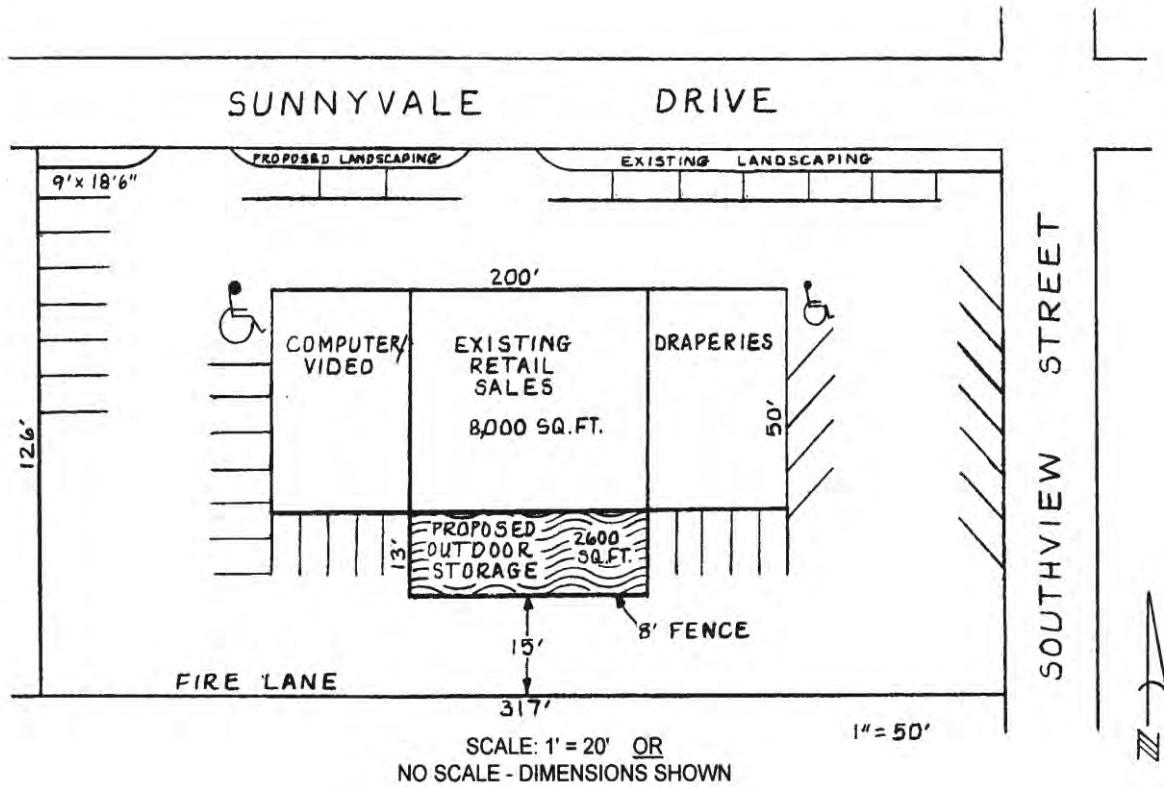 SUNNYVALE DRIVE
PROPOSED LANDSCAPING
EXISTING LANDSCAPING
9' x 18'6"
200'
COMPUTER/
VIDEO
EXISTING
RETAIL
SALES
8,000 SQ.FT.
DRAPERIES
50'
126'
SOUTHVIEW STREET
PROPOSED
OUTDOOR
STORAGE
2600
SQ.FT.
13'
8' FENCE
15'
FIRE LANE
317'
1"=50'
SCALE: 1' = 20' OR
NO SCALE - DIMENSIONS SHOWN